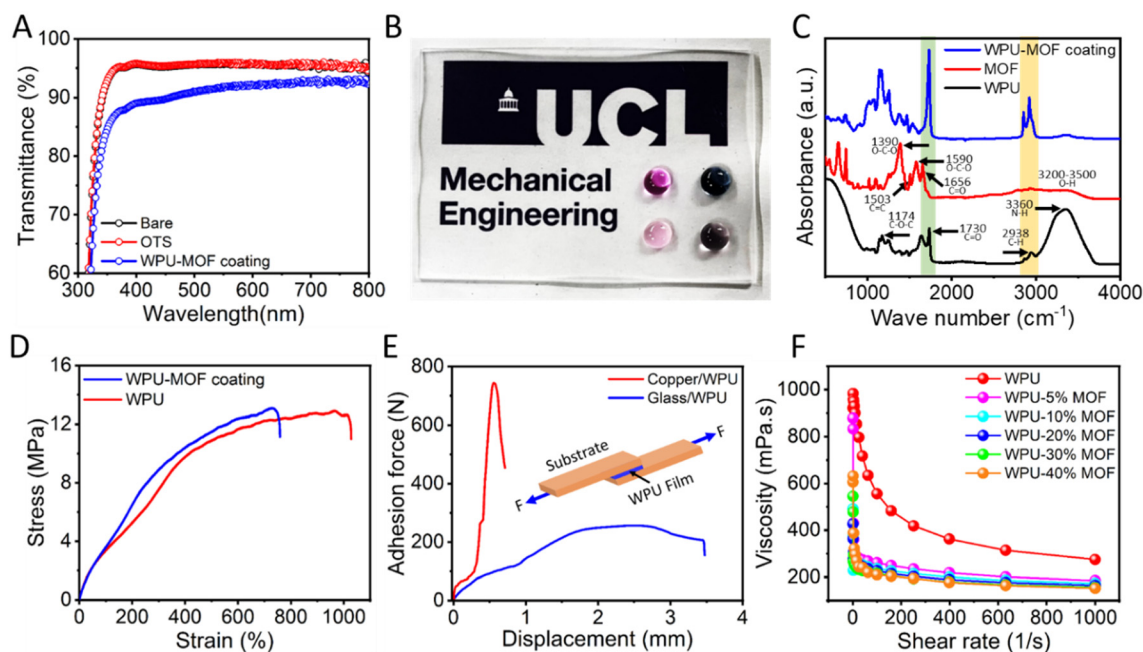 A
Transmittance (%)
100
90
80
70
60
300 400 500 600 700 800
Wavelength(nm)
Bare
OTS
WPU-MOF coating
B
UCL
Mechanical
Engineering
C
Absorbance (a.u.)
WPU-MOF coating
MOF
WPU
1390
O-C-O
1590
O-C-O
1656
C=O
1503
C=C
3200-3500
O-H
1174
C-O-C
1730
C=O
3360
N-H
2938
C-H
1000 2000 3000 4000
Wave number (cm⁻¹)
D
Stress (MPa)
16
12
8
4
0
0 200 400 600 800 1000
Strain (%)
WPU-MOF coating
WPU
E
Adhesion force (N)
800
600
400
200
0
0 1 2 3 4
Displacement (mm)
Copper/WPU
Glass/WPU
Substrate
F
WPU Film
F
F
Viscosity (mPa.s)
1000
800
600
400
200
0 200 400 600 800 1000
Shear rate (1/s)
WPU
WPU-5% MOF
WPU-10% MOF
WPU-20% MOF
WPU-30% MOF
WPU-40% MOF